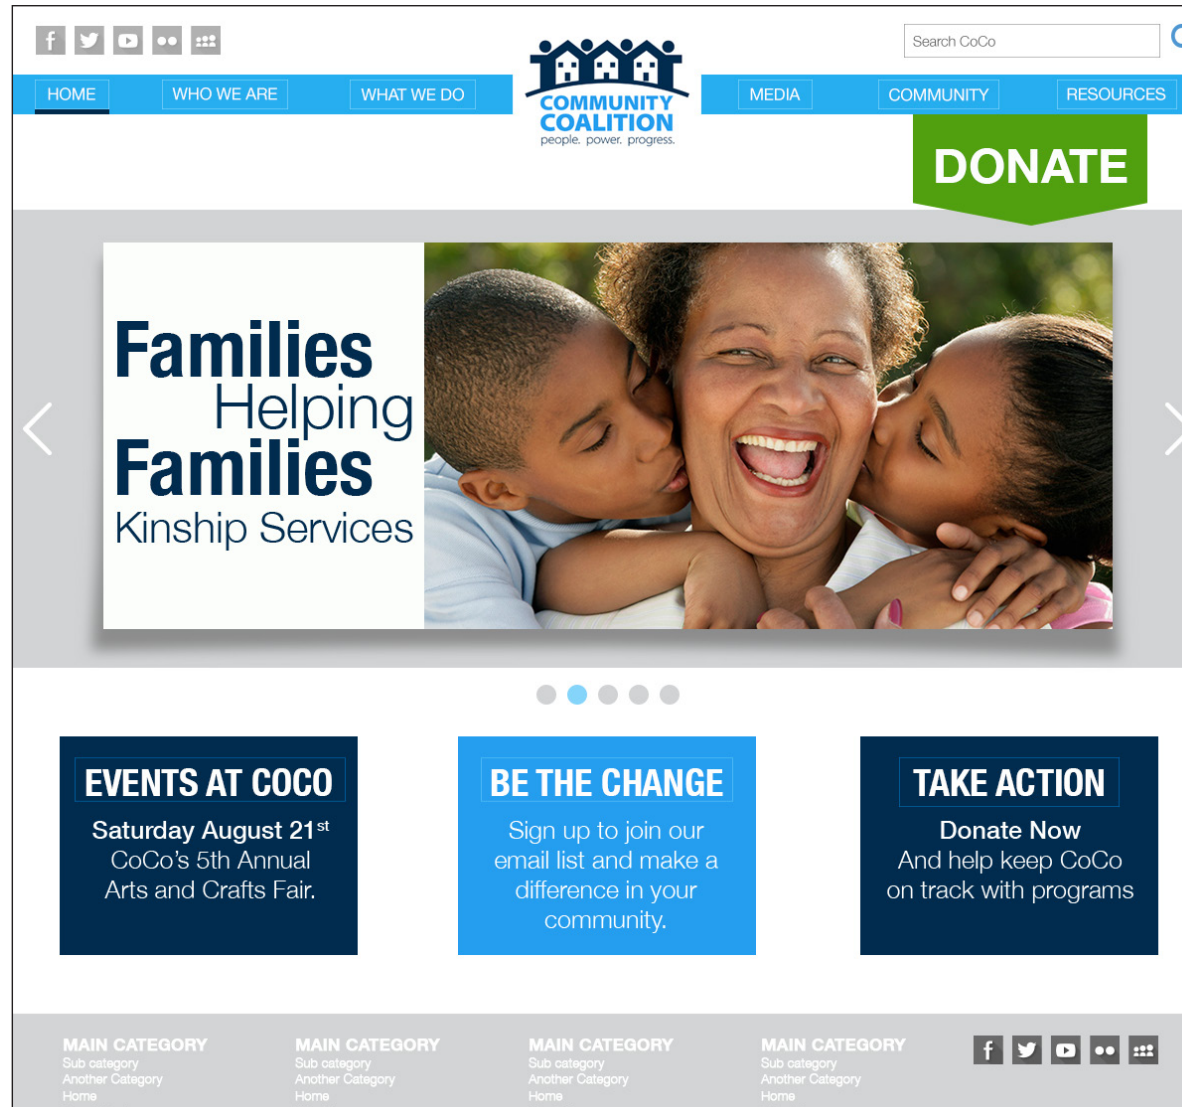 Search CoCo
HOME
WHO WE ARE
WHAT WE DO
COMMUNITY
COALITION
people. power. progress.
MEDIA
COMMUNITY
RESOURCES
DONATE
Families
Helping
Families
Kinship Services
EVENTS AT COCO
Saturday August 21st
CoCo's 5th Annual
Arts and Crafts Fair.
BE THE CHANGE
Sign up to join our
email list and make a
difference in your
community.
TAKE ACTION
Donate Now
And help keep CoCo
on track with programs
MAIN CATEGORY
Sub category
Another Category
Home
MAIN CATEGORY
Sub category
Another Category
Home
MAIN CATEGORY
Sub category
Another Category
Home
MAIN CATEGORY
Sub category
Another Category
Home